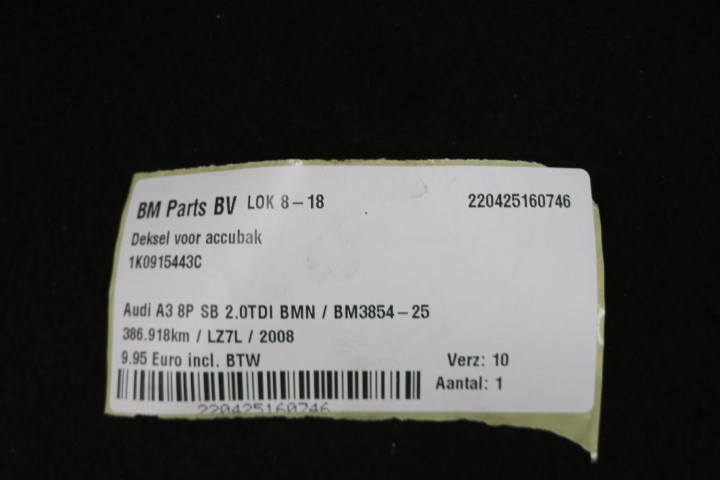 BM Parts BV LOK 8-18 220425160746
Deksel voor accubak
1K0915443C
Audi A3 8P SB 2.0TDI BMN / BM3854-25
386.918km / LZ7L / 2008
9.95 Euro incl. BTW Verz: 10
Aantal: 1
220425160746